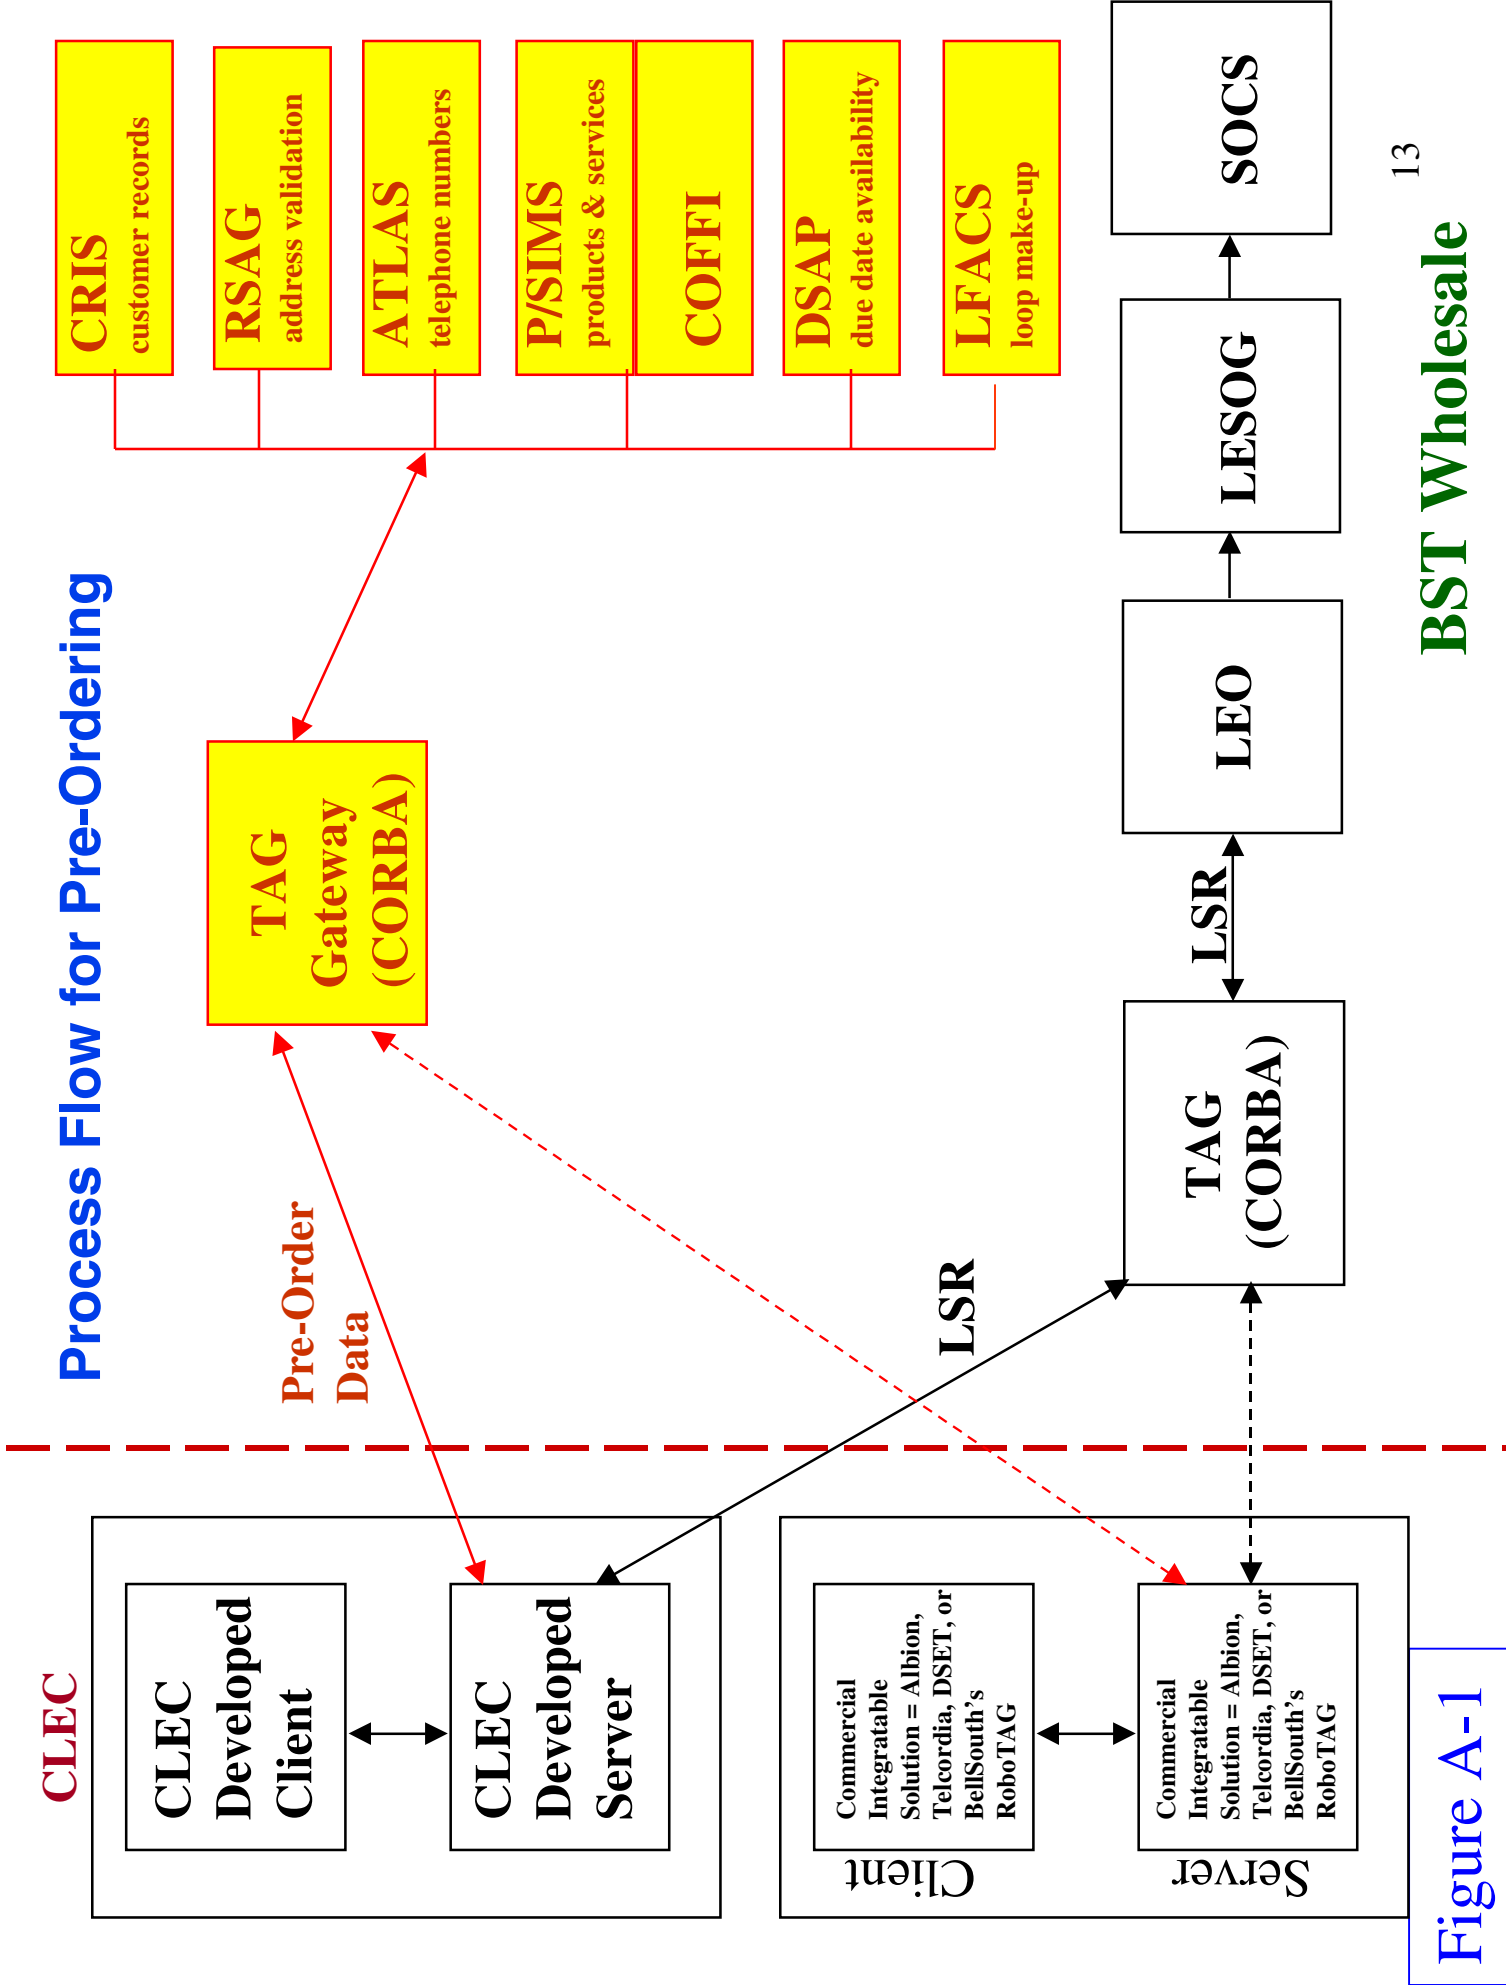 Process Flow for Pre-Ordering
CLEC
CLEC
Developed
Client
CLEC
Developed
Server
Pre-Order
Data
TAG
Gateway
(CORBA)
CRIS
customer records
RSAG
address validation
ATLAS
telephone numbers
P/SIMS
products & services
COFFI
DSAP
due date availability
LFACS
loop make-up
Client
Commercial
Integratable
Solution = Albion,
Telcordia, DSET, or
BellSouth's
RoboTAG
Server
Commercial
Integratable
Solution = Albion,
Telcordia, DSET, or
BellSouth's
RoboTAG
LSR
TAG
(CORBA)
LSR
LEO
LESOG
SOCS
13
BST Wholesale
Figure A-1